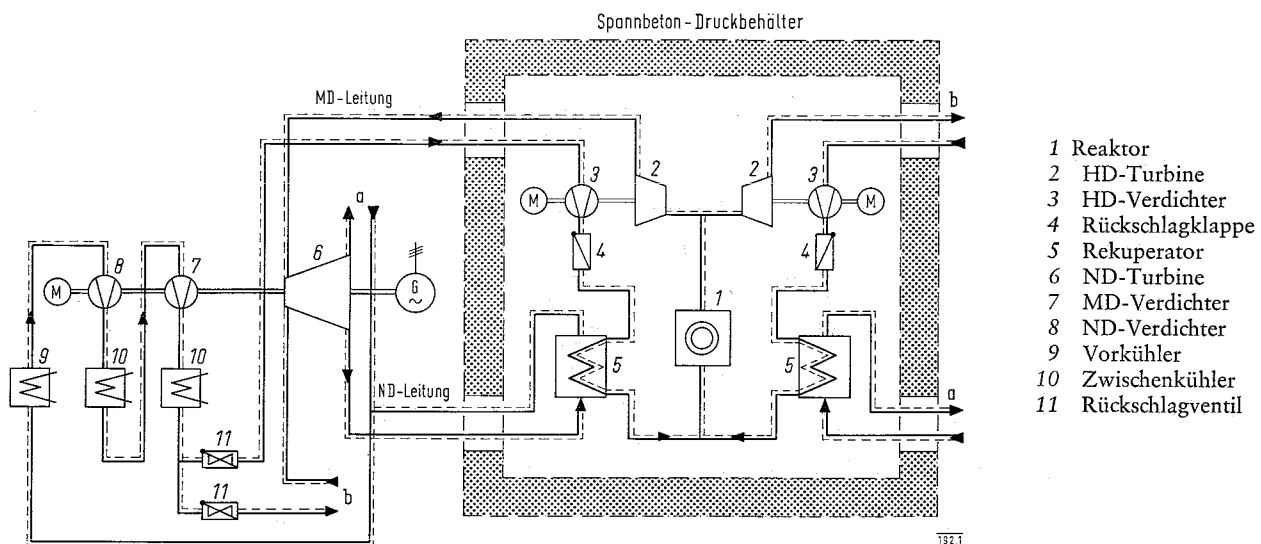 Spannbeton-Druckbehälter
MD-Leitung
b
a
3
2
2
3
M
M
4
4
6
8
7
M
G
~
1
9
10
10
5
5
ND-Leitung
a
11
11
b
192.1
1 Reaktor
2 HD-Turbine
3 HD-Verdichter
4 Rückschlagklappe
5 Rekuperator
6 ND-Turbine
7 MD-Verdichter
8 ND-Verdichter
9 Vorkühler
10 Zwischenkühler
11 Rückschlagventil